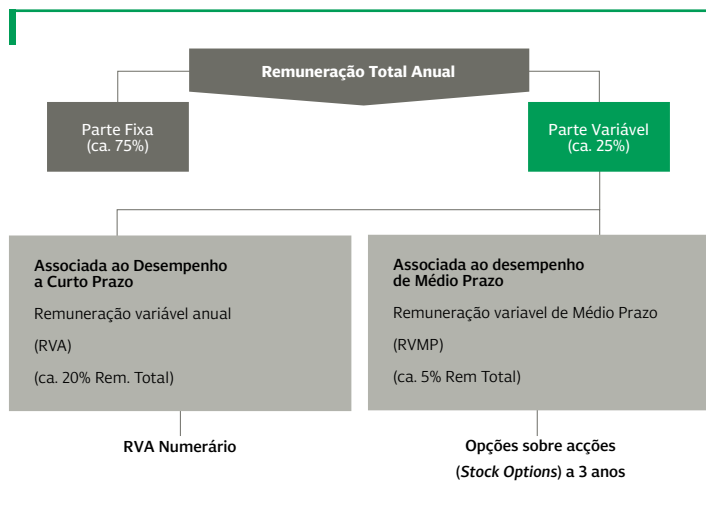 Remuneração Total Anual
Parte Fixa
(ca. 75%)
Parte Variável
(ca. 25%)
Associada ao Desempenho
a Curto Prazo
Remuneração variável anual
(RVA)
(ca. 20% Rem. Total)
Associada ao desempenho
de Médio Prazo
Remuneração variavel de Médio Prazo
(RVMP)
(ca. 5% Rem Total)
RVA Numerário
Opções sobre acções
(Stock Options) a 3 anos